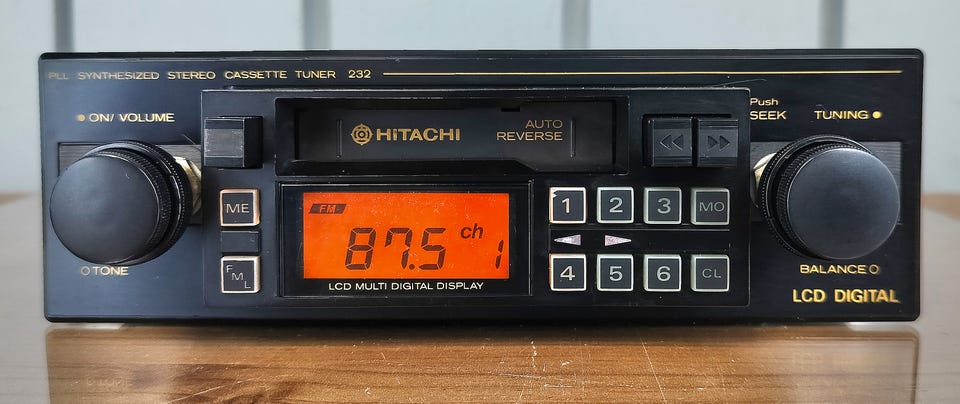 PLL SYNTHESIZED STEREO CASSETTE TUNER 232
ON/ VOLUME
HITACHI
AUTO
REVERSE
Push
SEEK
TUNING
ME
FM
87.5 ch 1
LCD MULTI DIGITAL DISPLAY
1 2 3 MO
4 5 6 CL
F
M
L
TONE
BALANCE
LCD DIGITAL